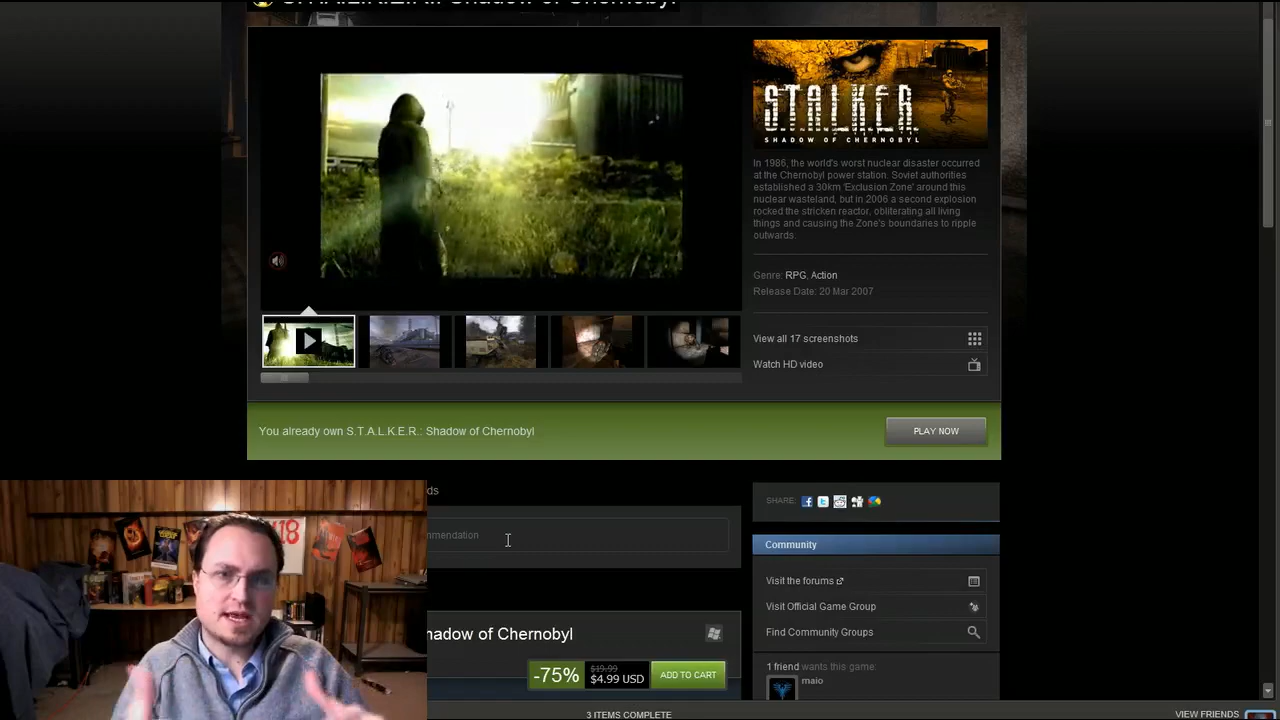 S.T.A.L.K.E.R.: Shadow of Chernobyl
S.T.A.L.K.E.R.
SHADOW OF CHERNOBYL
In 1986, the world's worst nuclear disaster occurred
at the Chernobyl power station. Soviet authorities
established a 30km 'Exclusion Zone' around this
nuclear wasteland, but in 2006 a second explosion
rocked the stricken reactor, obliterating all living
things and causing the Zone's boundaries to ripple
outwards.
Genre: RPG, Action
Release Date: 20 Mar 2007
View all 17 screenshots
Watch HD video
You already own S.T.A.L.K.E.R.: Shadow of Chernobyl
PLAY NOW
ds
mmendation
SHARE:
Community
Visit the forums
Visit Official Game Group
Find Community Groups
1 friend wants this game:
maio
hadow of Chernobyl
-75%
$19.99
$4.99 USD
ADD TO CART
3 ITEMS COMPLETE
VIEW FRIENDS